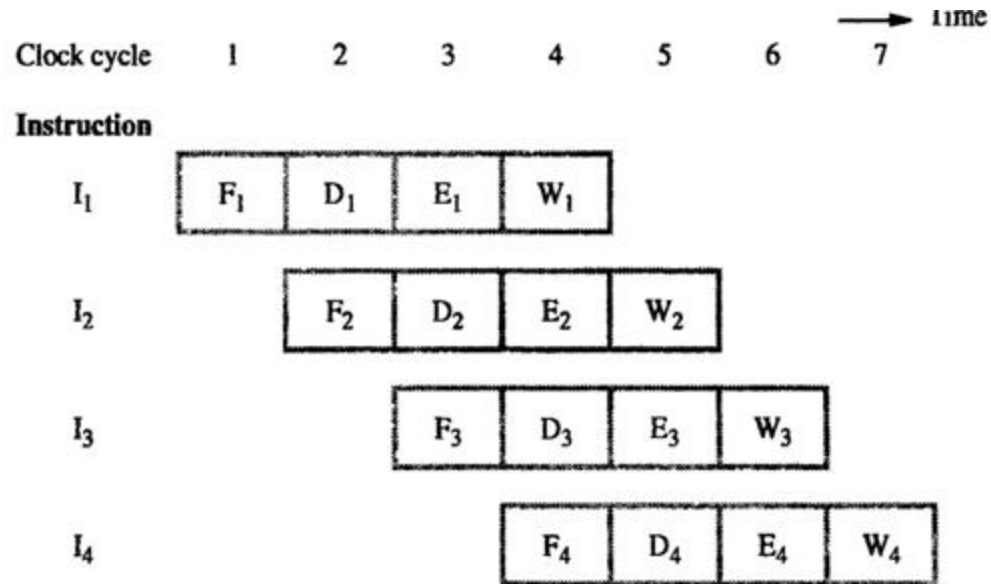 Time
Clock cycle 1 2 3 4 5 6 7
Instruction
I₁ F₁ D₁ E₁ W₁
I₂ F₂ D₂ E₂ W₂
I₃ F₃ D₃ E₃ W₃
I₄ F₄ D₄ E₄ W₄